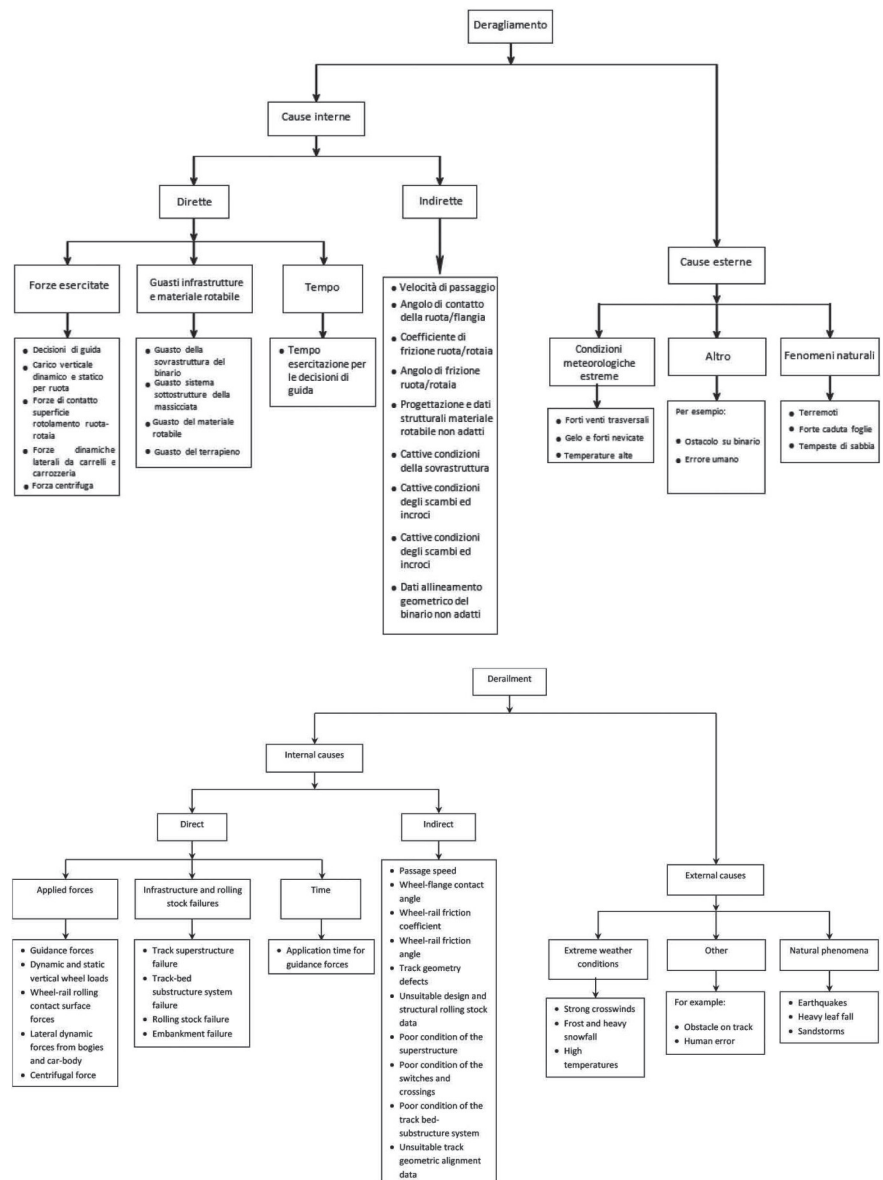 Deragliamento
Cause interne
Dirette
Indirette
Cause esterne
Forze esercitate
Guasti infrastrutture
e materiale rotabile
Tempo
• Decisioni di guida
• Carico verticale
dinamico e statico
per ruota
• Forze di contatto
superficie
rotolamento ruota-
rotaia
• Forze dinamiche
laterali da carrelli e
carrozzeria
• Forza centrifuga
• Guasto della
sovrastruttura del
binario
• Guasto sistema
sottostrutture della
massicciata
• Guasto del materiale
rotabile
• Guasto del terrapieno
• Tempo
esercitazione per
le decisioni di
guida
• Velocità di passaggio
• Angolo di contatto
della ruota/flangia
• Coefficiente di
frizione ruota/rotaia
• Angolo di frizione
ruota/rotaia
• Progettazione e dati
strutturali materiale
rotabile non adatti
• Cattive condizioni
della sovrastruttura
• Cattive condizioni
degli scambi ed
incroci
• Cattive condizioni
degli scambi ed
incroci
• Dati allineamento
geometrico del
binario non adatti
Condizioni
meteorologiche
estreme
Altro
Fenomeni naturali
• Forti venti trasversali
• Gelo e forti nevicate
• Temperature alte
Per esempio:
• Ostacolo su binario
• Errore umano
• Terremoti
• Forte caduta foglie
• Tempeste di sabbia
Derailment
Internal causes
Direct
Indirect
External causes
Applied forces
Infrastructure and rolling
stock failures
Time
• Guidance forces
• Dynamic and static
vertical wheel loads
• Wheel-rail rolling
contact surface
forces
• Lateral dynamic
forces from bogies
and car-body
• Centrifugal force
• Track superstructure
failure
• Track-bed
substructure system
failure
• Rolling stock failure
• Embankment failure
• Application time for
guidance forces
• Passage speed
• Wheel-flange contact
angle
• Wheel-rail friction
coefficient
• Wheel-rail friction
angle
• Track geometry
defects
• Unsuitable design and
structural rolling stock
data
• Poor condition of the
superstructure
• Poor condition of the
switches and
crossings
• Poor condition of the
track bed-
substructure system
• Unsuitable track
geometric alignment
data
Extreme weather
conditions
Other
Natural phenomena
• Strong crosswinds
• Frost and heavy
snowfall
• High
temperatures
For example:
• Obstacle on track
• Human error
• Earthquakes
• Heavy leaf fall
• Sandstorms